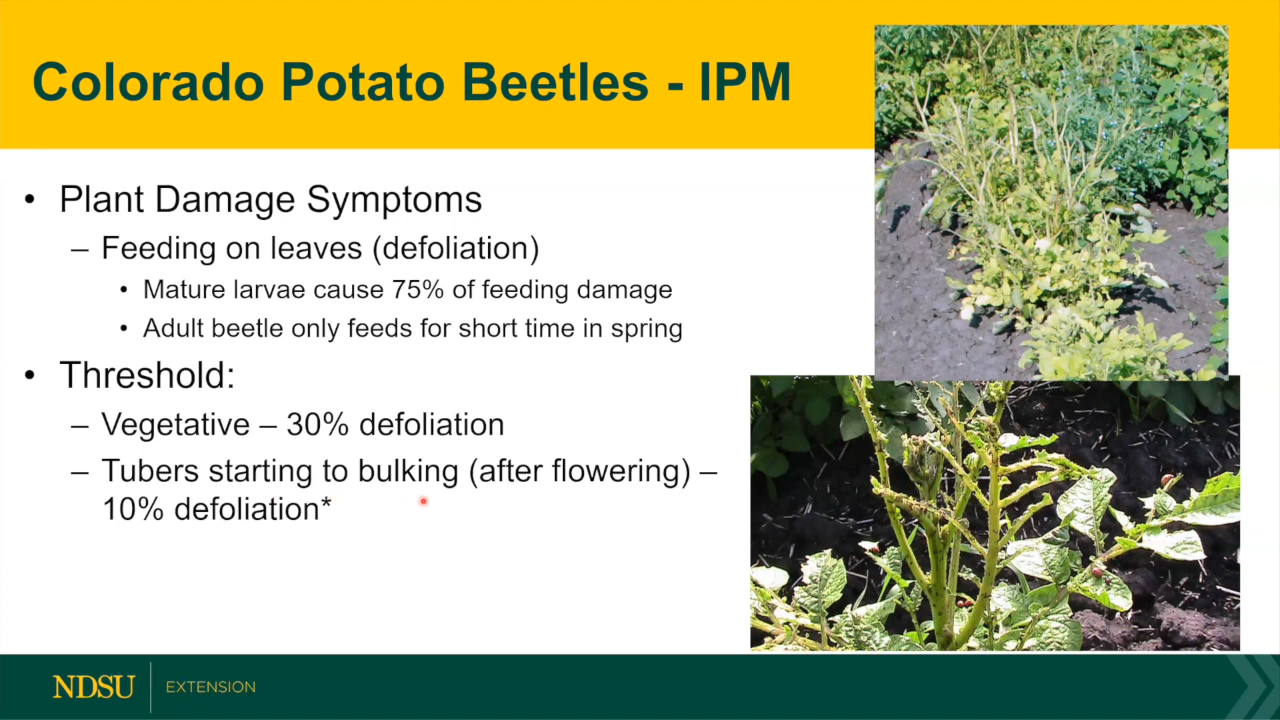 Colorado Potato Beetles - IPM
• Plant Damage Symptoms
– Feeding on leaves (defoliation)
• Mature larvae cause 75% of feeding damage
• Adult beetle only feeds for short time in spring
• Threshold:
– Vegetative – 30% defoliation
– Tubers starting to bulking (after flowering) –
10% defoliation*
NDSU EXTENSION